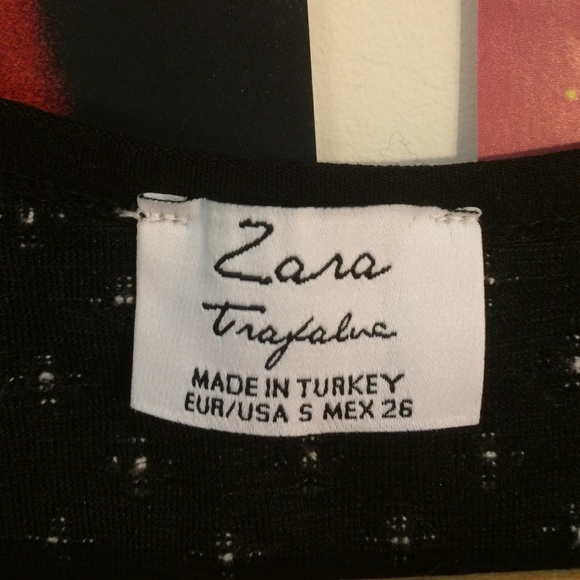 Zara
Trafaluc
MADE IN TURKEY
EUR/USA S MEX 26